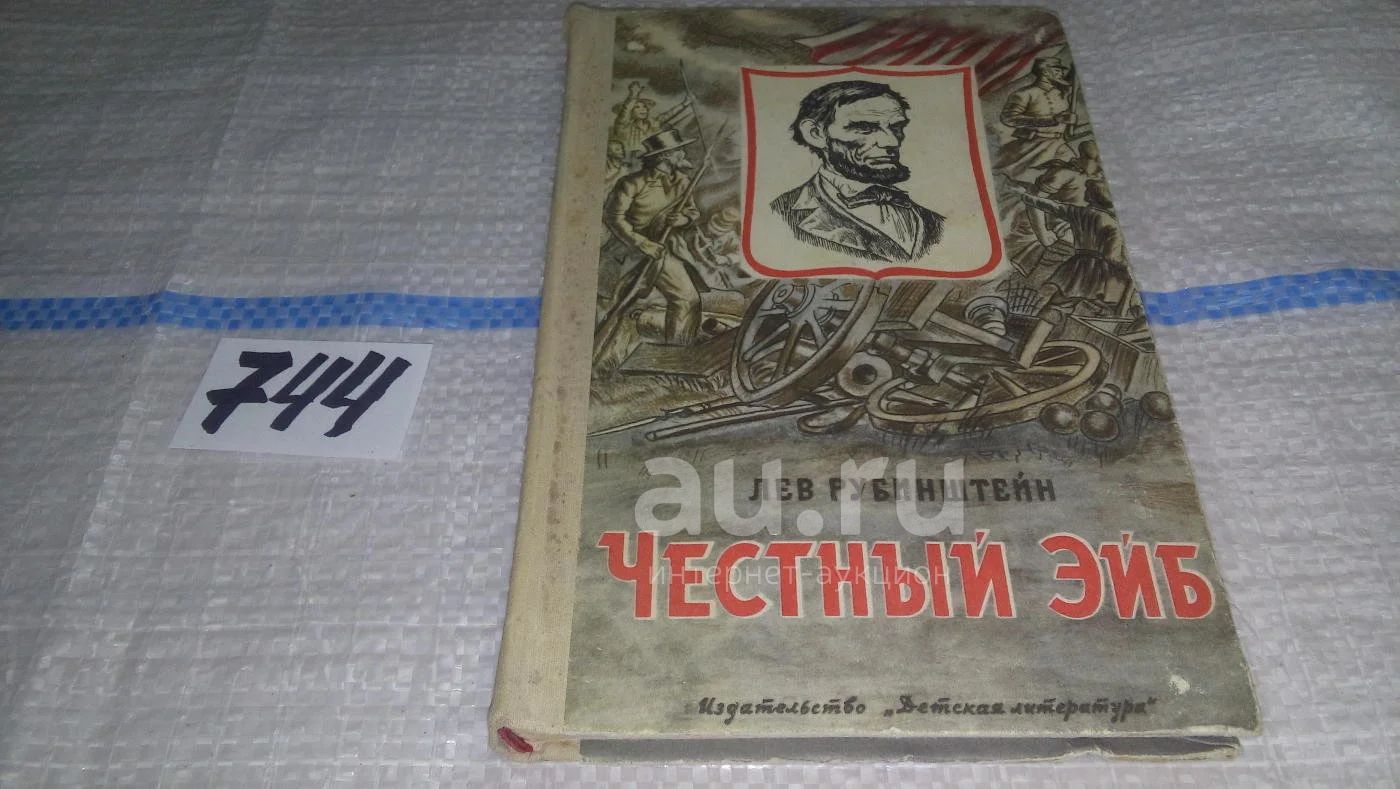 744
au.ru
ЛЕВ РУБИНШТЕЙН
ЧЕСТНЫЙ ЭЙБ
интернет-аукцион
Издательство „Детская литература"